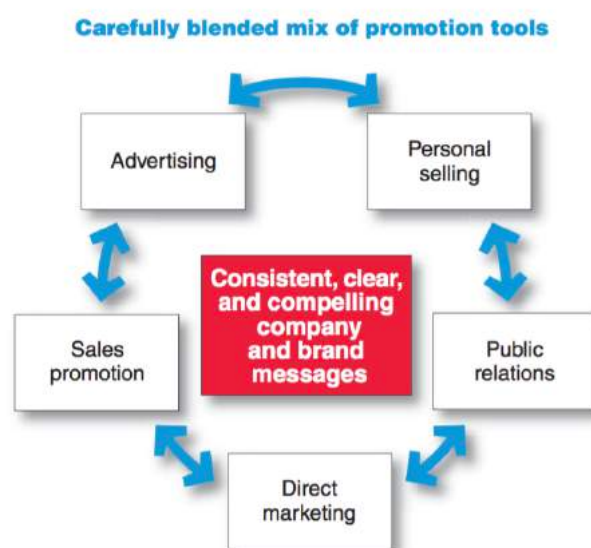 Carefully blended mix of promotion tools
Advertising
Personal
selling
Consistent, clear,
and compelling
company
and brand
messages
Sales
promotion
Public
relations
Direct
marketing